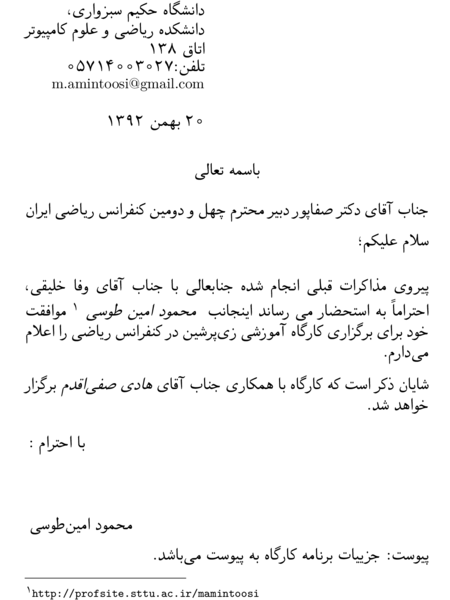 دانشگاه حکیم سبزواری،
دانشکده ریاضی و علوم کامپیوتر
اتاق ۱۳۸
تلفن:۰۵۷۱۴۰۰۳۰۲۷
m.amintoosi@gmail.com
۲۰ بهمن ۱۳۹۲
باسمه تعالی
جناب آقای دکتر صفاپور دبیر محترم چهل و دومین کنفرانس ریاضی ایران
سلام علیکم؛
پیروی مذاکرات قبلی انجام شده جنابعالی با جناب آقای وفا خلیقی،
احتراماً به استحضار می رساند اینجانب محمود امین طوسی ۱ موافقت
خود برای برگزاری کارگاه آموزشی زی‌پرشین در کنفرانس ریاضی را اعلام
می‌دارم.
شایان ذکر است که کارگاه با همکاری جناب آقای هادی صفی‌اقدم برگزار
خواهد شد.
با احترام :
محمود امین‌طوسی
پیوست: جزییات برنامه کارگاه به پیوست می‌باشد.
۱http://profsite.sttu.ac.ir/mamintoosi